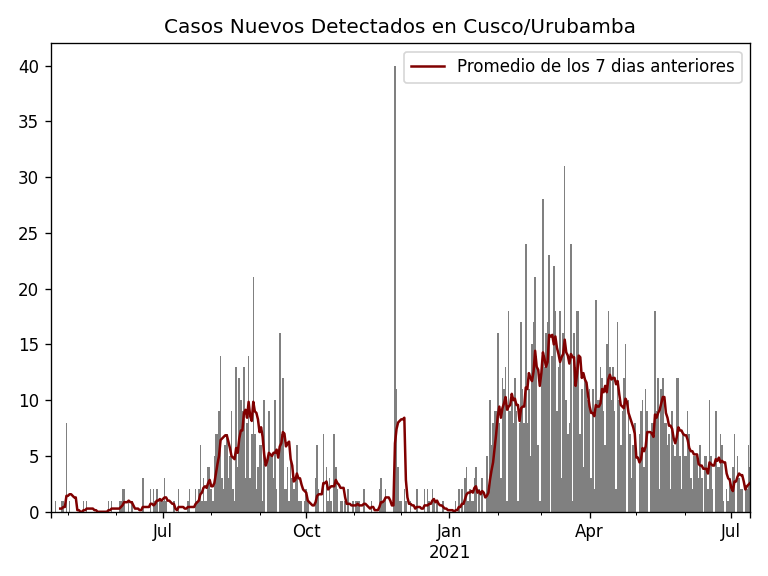 Casos Nuevos Detectados en Cusco/Urubamba
Promedio de los 7 dias anteriores
40
35
30
25
20
15
10
5
0
Jul
Oct
Jan
2021
Apr
Jul